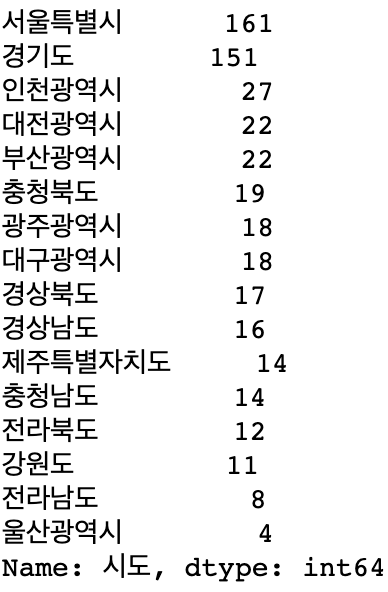 서울특별시 161
경기도 151
인천광역시 27
대전광역시 22
부산광역시 22
충청북도 19
광주광역시 18
대구광역시 18
경상북도 17
경상남도 16
제주특별자치도 14
충청남도 14
전라북도 12
강원도 11
전라남도 8
울산광역시 4
Name: 시도, dtype: int64